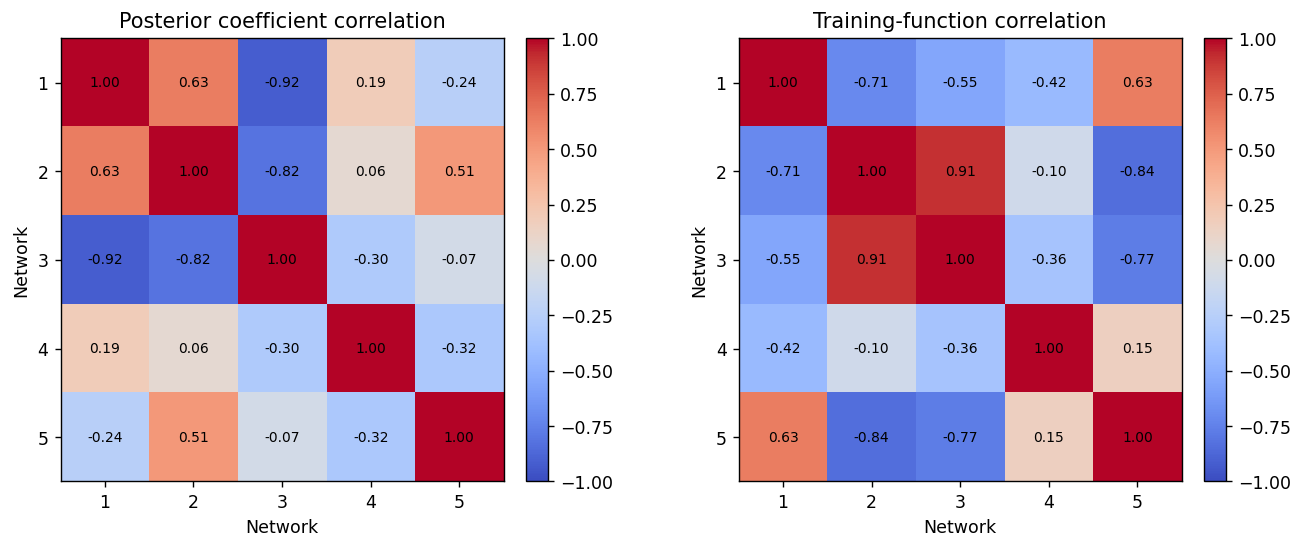 Posterior coefficient correlation
1 1.00 0.63 -0.92 0.19 -0.24
2 0.63 1.00 -0.82 0.06 0.51
3 -0.92 -0.82 1.00 -0.30 -0.07
4 0.19 0.06 -0.30 1.00 -0.32
5 -0.24 0.51 -0.07 -0.32 1.00
1 2 3 4 5
Network
Network
1.00
0.75
0.50
0.25
0.00
−0.25
−0.50
−0.75
−1.00
Training-function correlation
1 1.00 -0.71 -0.55 -0.42 0.63
2 -0.71 1.00 0.91 -0.10 -0.84
3 -0.55 0.91 1.00 -0.36 -0.77
4 -0.42 -0.10 -0.36 1.00 0.15
5 0.63 -0.84 -0.77 0.15 1.00
1 2 3 4 5
Network
Network
1.00
0.75
0.50
0.25
0.00
−0.25
−0.50
−0.75
−1.00